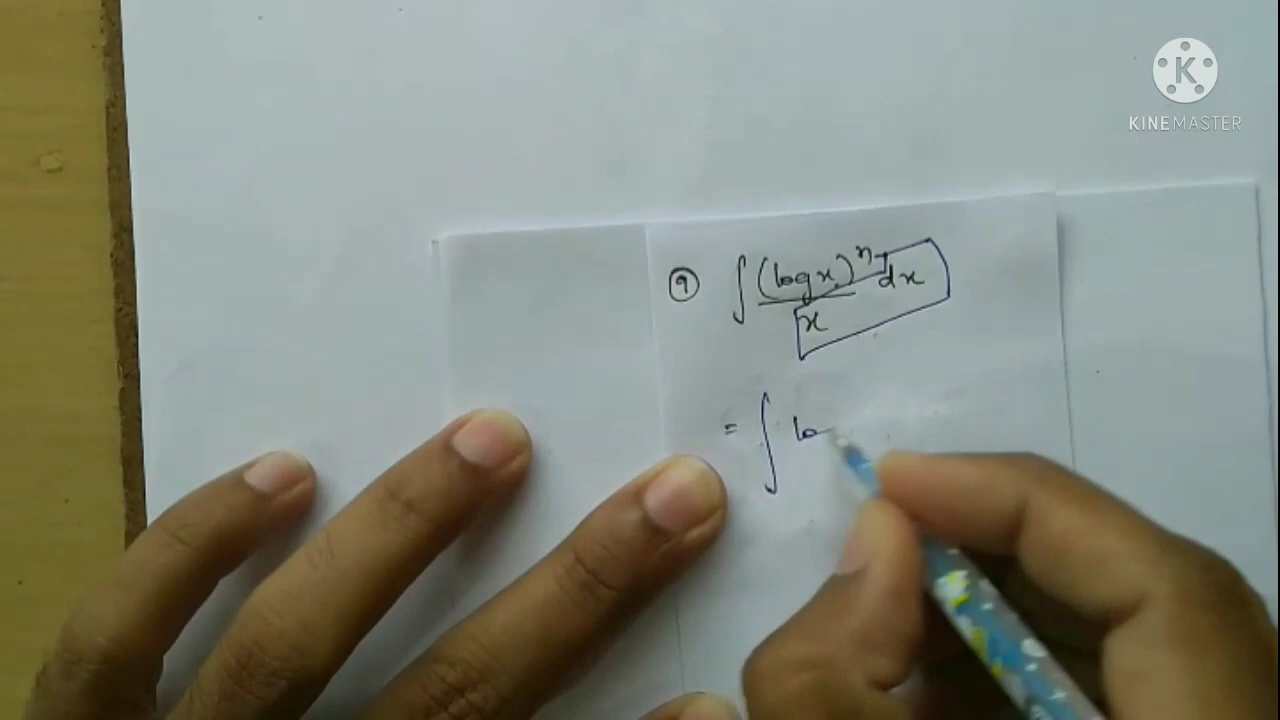 K
KINEMASTER
⑨ ∫ (log x)ⁿ dx
x
= ∫ lo